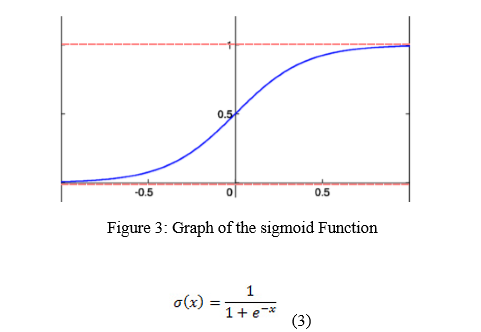 1
0.5
-0.5 0 0.5
Figure 3: Graph of the sigmoid Function
σ(x) = 1 / (1 + e^{-x}) (3)